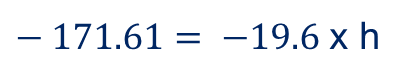 − 171.61 = −19.6 x h